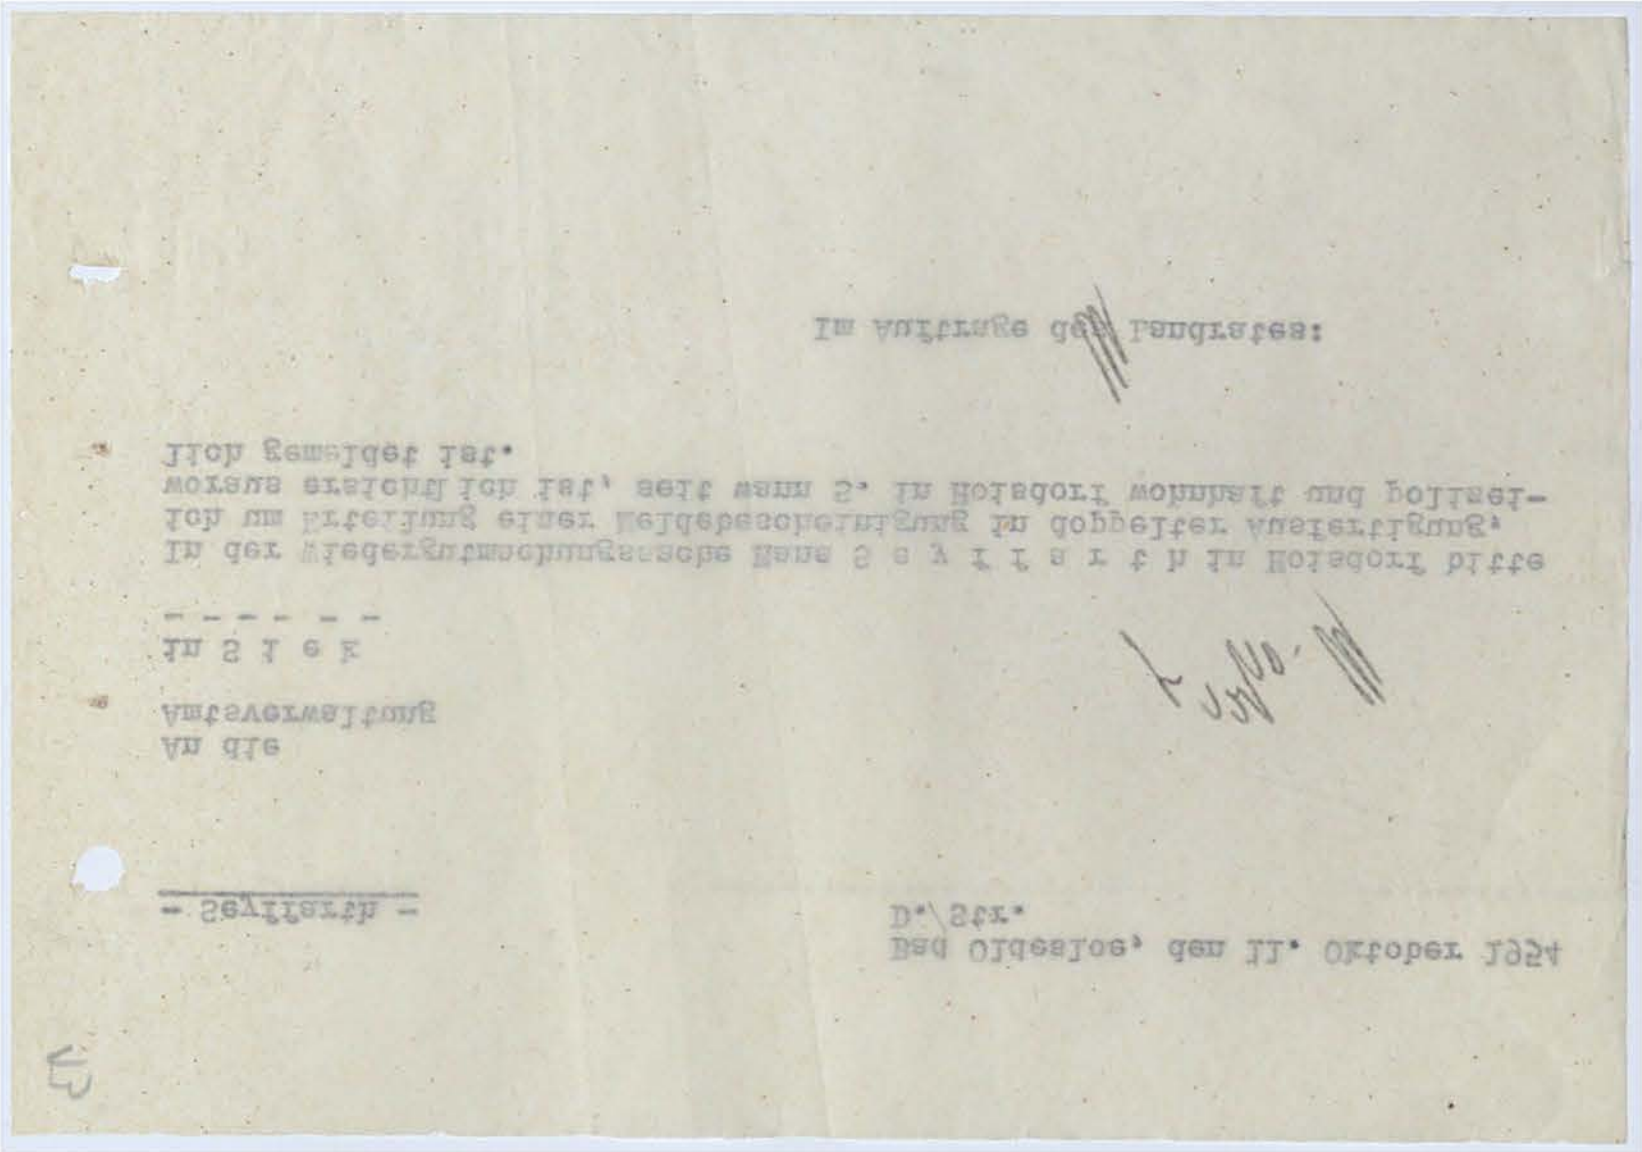 Bad Oldesloe, den 11. Oktober 1954
D./Str.
- Seyffarth -
An die
Amtsverwaltung
in S i e k
- - - - - -
In der Wiedergutmachungssache Hans S e y f f a r t h in Hoisdorf bitte
ich um Erteilung einer Meldebescheinigung in doppelter Ausfertigung,
woraus ersichtlich ist, seit wann S. in Hoisdorf wohnhaft und polizei-
lich gemeldet ist.
Im Auftrage des Landrates: